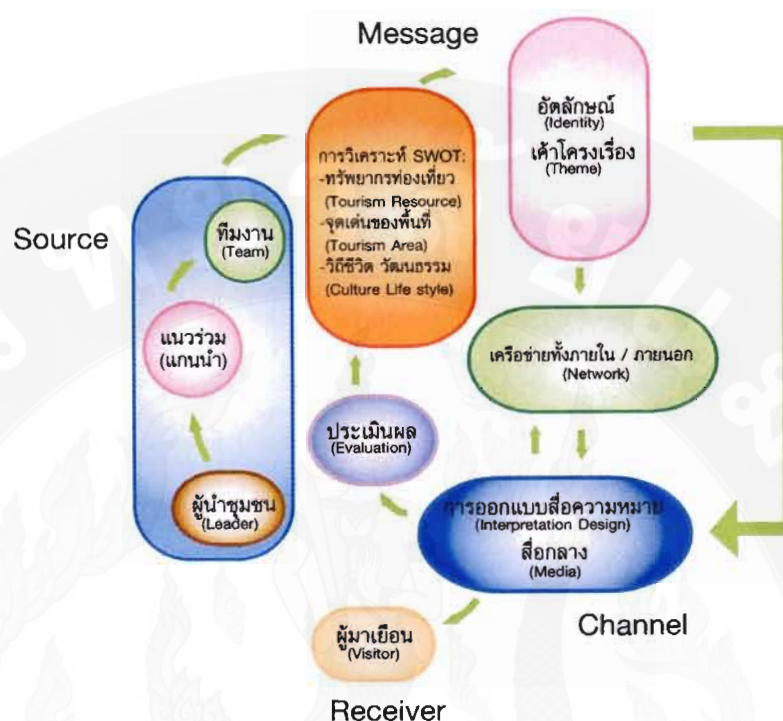 Message
อัตลักษณ์
(Identity)
เค้าโครงเรื่อง
(Theme)
การวิเคราะห์ SWOT:
-ทรัพยากรท่องเที่ยว
(Tourism Resource)
-จุดเด่นของพื้นที่
(Tourism Area)
-วิถีชีวิต วัฒนธรรม
(Culture Life style)
Source
ทีมงาน
(Team)
แนวร่วม
(แกนนำ)
ผู้นำชุมชน
(Leader)
เครือข่ายทั้งภายใน / ภายนอก
(Network)
ประเมินผล
(Evaluation)
การออกแบบสื่อความหมาย
(Interpretation Design)
สื่อกลาง
(Media)
Channel
ผู้มาเยือน
(Visitor)
Receiver